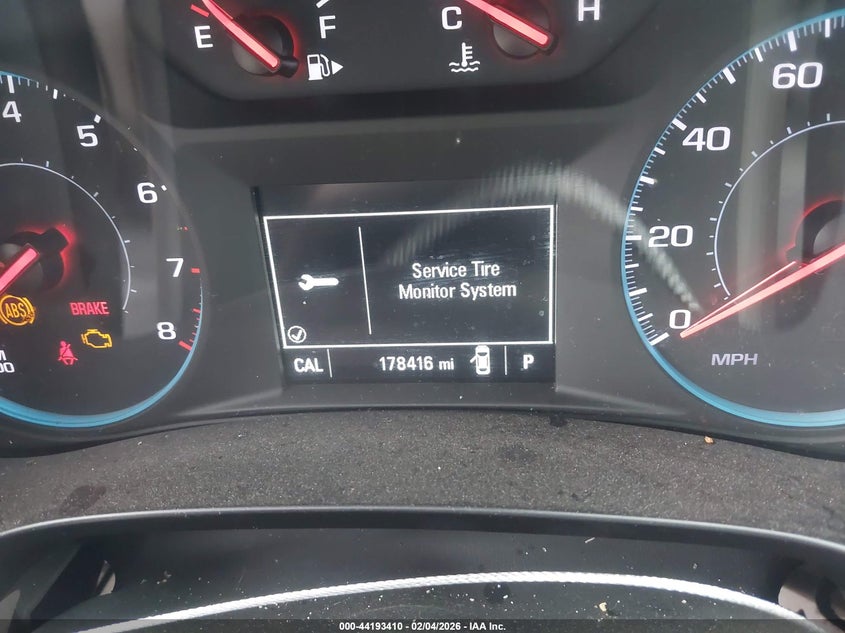 E
F
C
H
4
5
6
7
8
ABS
BRAKE
Service Tire
Monitor System
CAL
178416 mi
P
0
20
40
60
MPH
000-44193410 - 02/04/2026 - IAA Inc.